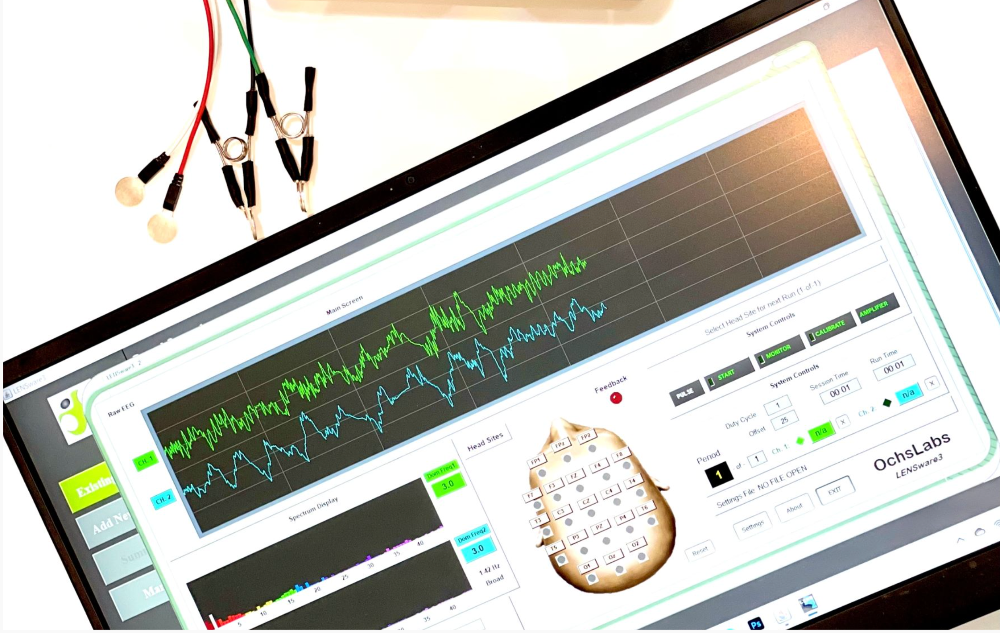 LENSware3
LENSware3 2
Main Screen
Raw EEG
CH. 1
CH. 2
Existing
Add Ne
Sum
Mar
Spectrum Display
Dom Freq1
3.0
Dom Freq2
3.0
1.42 Hz
Broad
5
10
15
20
25
30
35
40
35
40
Head Sites
Feedback
FPz
FP2
FP1
F7
F3
FZ
F4
F8
T3
C3
CZ
C4
T4
T5
P3
PZ
P4
T6
O1
Oz
O2
Select Head Site for next Run (1 of 1)
System Controls
PULSE
START
MONITOR
CALIBRATE
AMPLIFIER
System Controls
Duty Cycle
1
Offset
25
Session Time
00:01
Run Time
00:01
Period
1
- of -
1
Ch. 1:
n/a
X
Ch. 2:
n/a
X
Settings File NO FILE OPEN
OchsLabs
LENSware3
Settings
About
EXIT
Reset
Ps